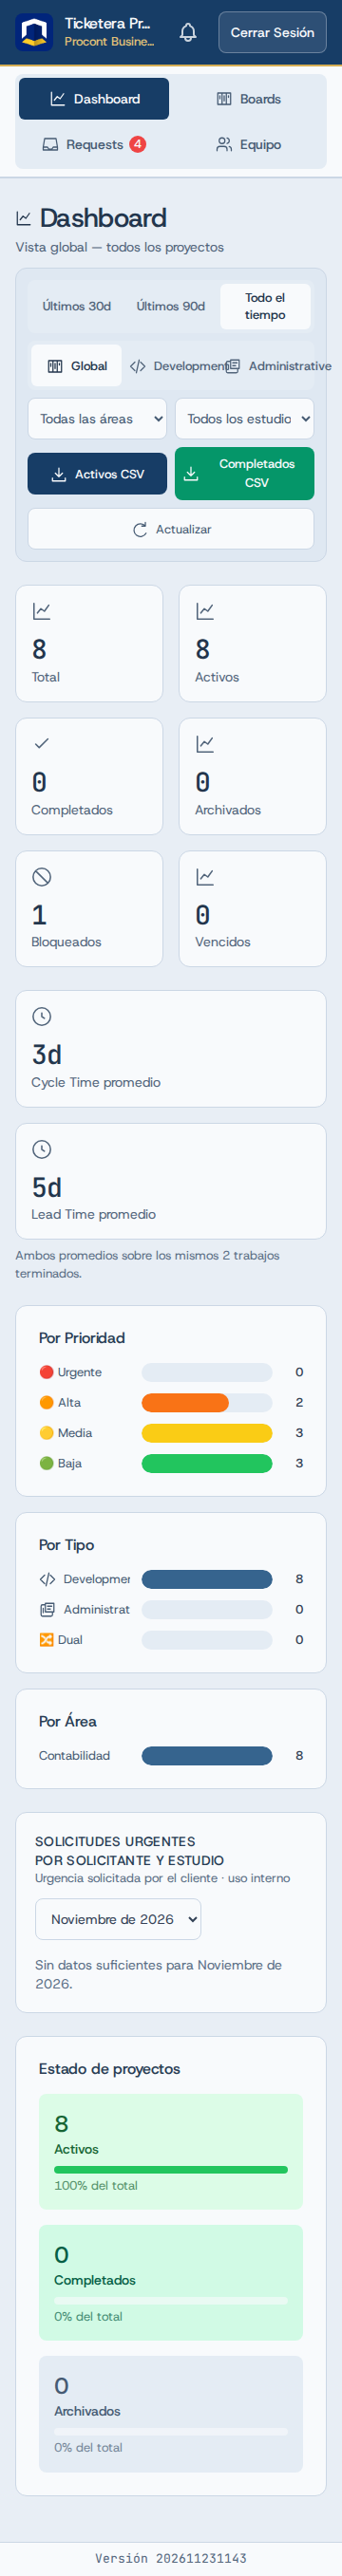 Ticketera Pr...
Procont Busine...
Cerrar Sesión
Dashboard
Boards
Requests 4
Equipo
Dashboard
Vista global — todos los proyectos
Últimos 30d
Últimos 90d
Todo el
tiempo
Global
Development
Administrative
Todas las áreas
Todos los estudio
Activos CSV
Completados
CSV
Actualizar
8
Total
8
Activos
0
Completados
0
Archivados
1
Bloqueados
0
Vencidos
3d
Cycle Time promedio
5d
Lead Time promedio
Ambos promedios sobre los mismos 2 trabajos
terminados.
Por Prioridad
Urgente 0
Alta 2
Media 3
Baja 3
Por Tipo
Developmer 8
Administrat 0
Dual 0
Por Área
Contabilidad 8
SOLICITUDES URGENTES
POR SOLICITANTE Y ESTUDIO
Urgencia solicitada por el cliente · uso interno
Noviembre de 2026
Sin datos suficientes para Noviembre de
2026.
Estado de proyectos
8
Activos
100% del total
0
Completados
0% del total
0
Archivados
0% del total
Versión 202611231143